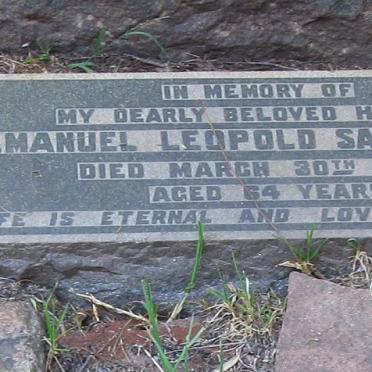 IN MEMORY OF
MY DEARLY BELOVED H
MANUEL LEOPOLD SA
DIED MARCH 30TH
AGED 64 YEARS
FE IS ETERNAL AND LOV